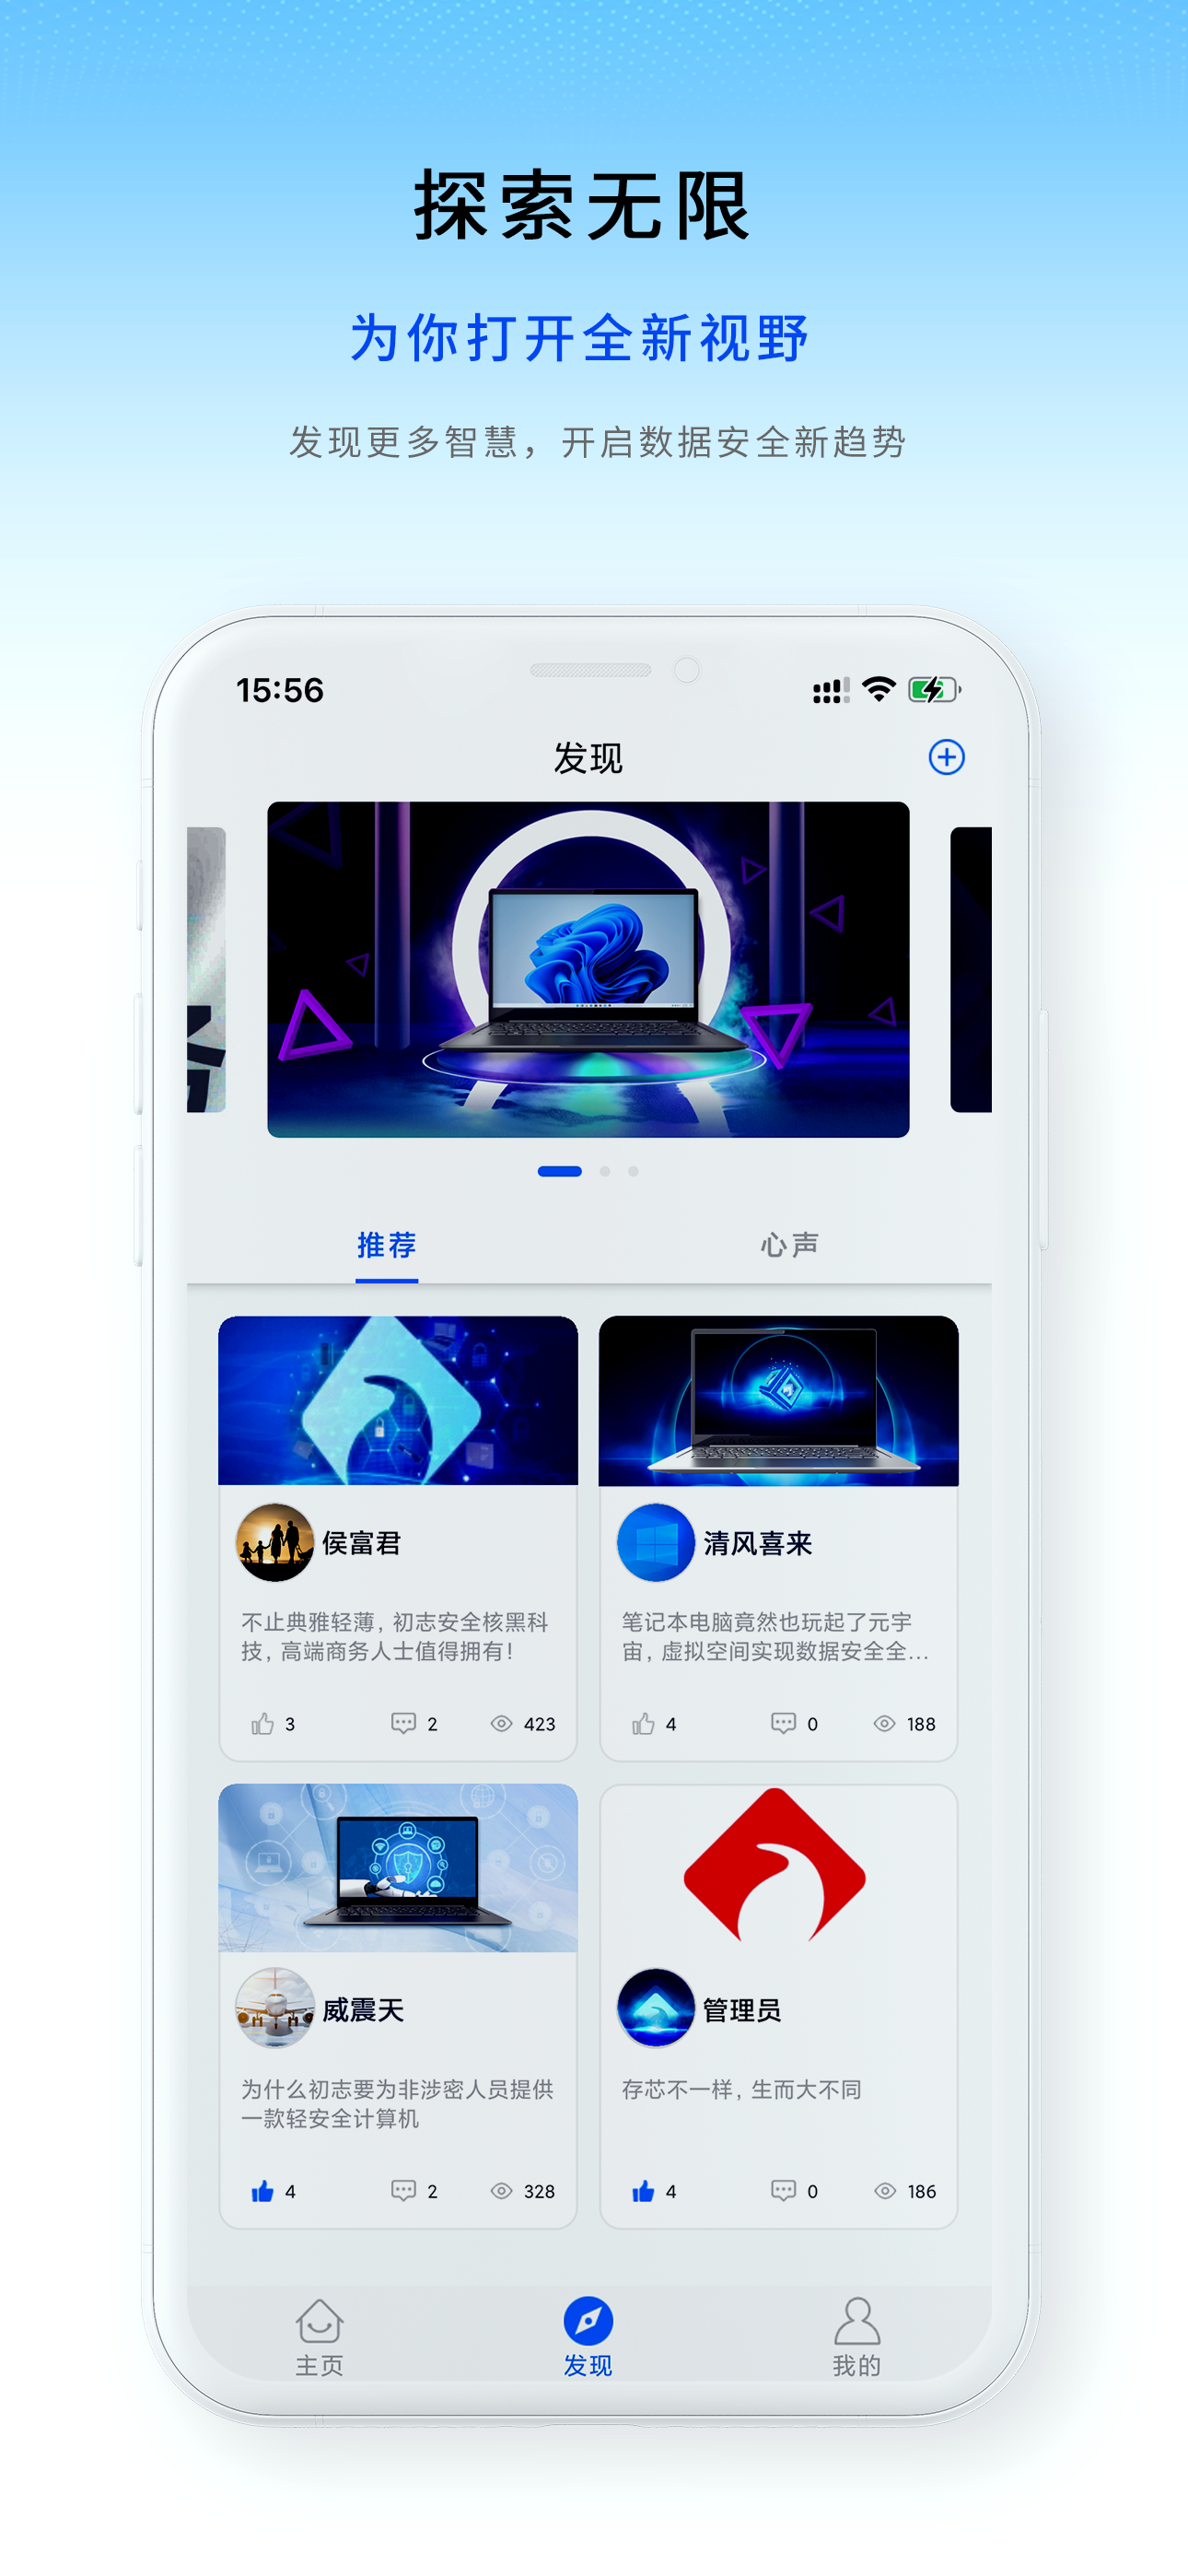 探索无限
为你打开全新视野
发现更多智慧，开启数据安全新趋势
15:56
发现
推荐
心声
侯富君
不止典雅轻薄，初志安全核黑科
技，高端商务人士值得拥有！
3
2
423
清风喜来
笔记本电脑竟然也玩起了元宇
宙，虚拟空间实现数据安全全...
4
0
188
威震天
为什么初志要为非涉密人员提供
一款轻安全计算机
4
2
328
管理员
存芯不一样，生而大不同
4
0
186
主页
发现
我的